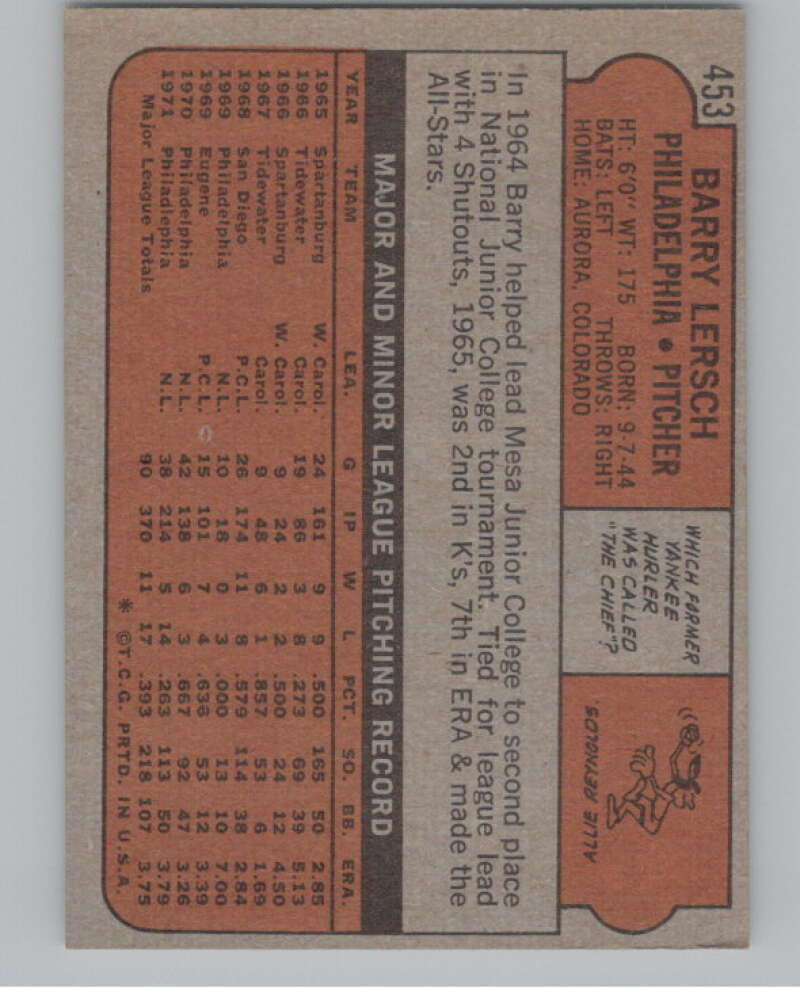 453
BARRY LERSCH
PHILADELPHIA • PITCHER
HT: 6'0" WT: 175 BORN: 9-7-44
BATS: LEFT THROWS: RIGHT
HOME: AURORA, COLORADO
WHICH FORMER
YANKEE
HURLER
WAS CALLED
"THE CHIEF"?
ALLIE REYNOLDS
In 1964 Barry helped lead Mesa Junior College to second place
in National Junior College tournament. Tied for league lead
with 4 Shutouts, 1965, was 2nd in K's, 7th in ERA & made the
All-Stars.
MAJOR AND MINOR LEAGUE PITCHING RECORD
YEAR TEAM LEA. G IP W L PCT. SO. BB. ERA.
1965 Spartanburg W. Carol. 24 161 9 9 .500 165 50 2.85
1966 Tidewater Carol. 19 86 3 8 .273 69 39 5.13
1966 Spartanburg W. Carol. 9 24 2 2 .500 24 12 4.50
1967 Tidewater Carol. 9 48 6 1 .857 53 6 1.69
1968 San Diego P.C.L. 26 174 11 8 .579 114 38 2.84
1969 Philadelphia N.L. 10 18 0 3 .000 13 10 7.00
1969 Eugene P.C.L. 15 101 7 4 .636 53 12 3.39
1970 Philadelphia N.L. 42 138 6 3 .667 92 47 3.26
1971 Philadlephia N.L. 38 214 5 14 .263 113 50 3.79
Major League Totals 90 370 11 17 .393 218 107 3.75
* ©T.C.G. PRTD. IN U.S.A.